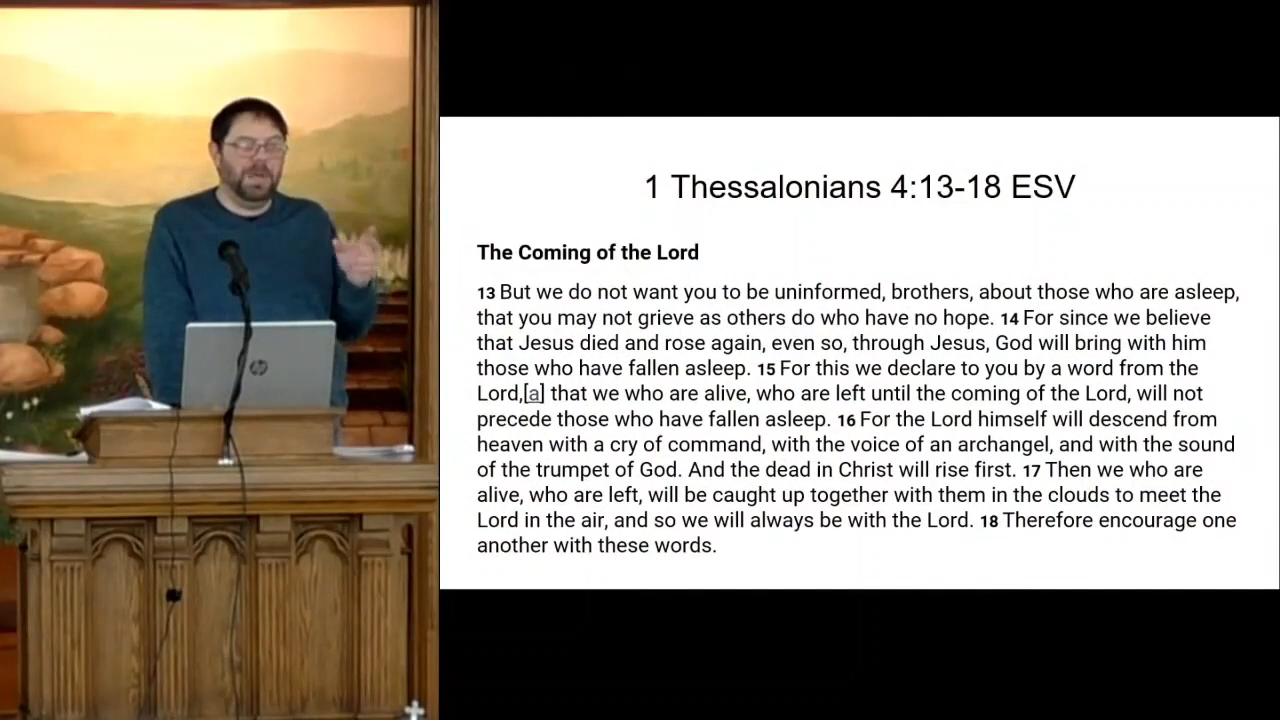 1 Thessalonians 4:13-18 ESV
The Coming of the Lord
13 But we do not want you to be uninformed, brothers, about those who are asleep,
that you may not grieve as others do who have no hope. 14 For since we believe
that Jesus died and rose again, even so, through Jesus, God will bring with him
those who have fallen asleep. 15 For this we declare to you by a word from the
Lord,[a] that we who are alive, who are left until the coming of the Lord, will not
precede those who have fallen asleep. 16 For the Lord himself will descend from
heaven with a cry of command, with the voice of an archangel, and with the sound
of the trumpet of God. And the dead in Christ will rise first. 17 Then we who are
alive, who are left, will be caught up together with them in the clouds to meet the
Lord in the air, and so we will always be with the Lord. 18 Therefore encourage one
another with these words.
hp